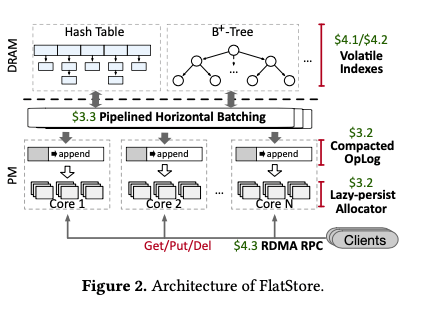 Hash Table
B+-Tree
...
DRAM
$4.1/$4.2
Volatile
Indexes
$3.3 Pipelined Horizontal Batching
PM
append
append
append
$3.2
Compacted
OpLog
$3.2
Lazy-persist
Allocator
Core 1
Core 2
...
Core N
Get/Put/Del
$4.3 RDMA RPC
Clients
Figure 2. Architecture of FlatStore.